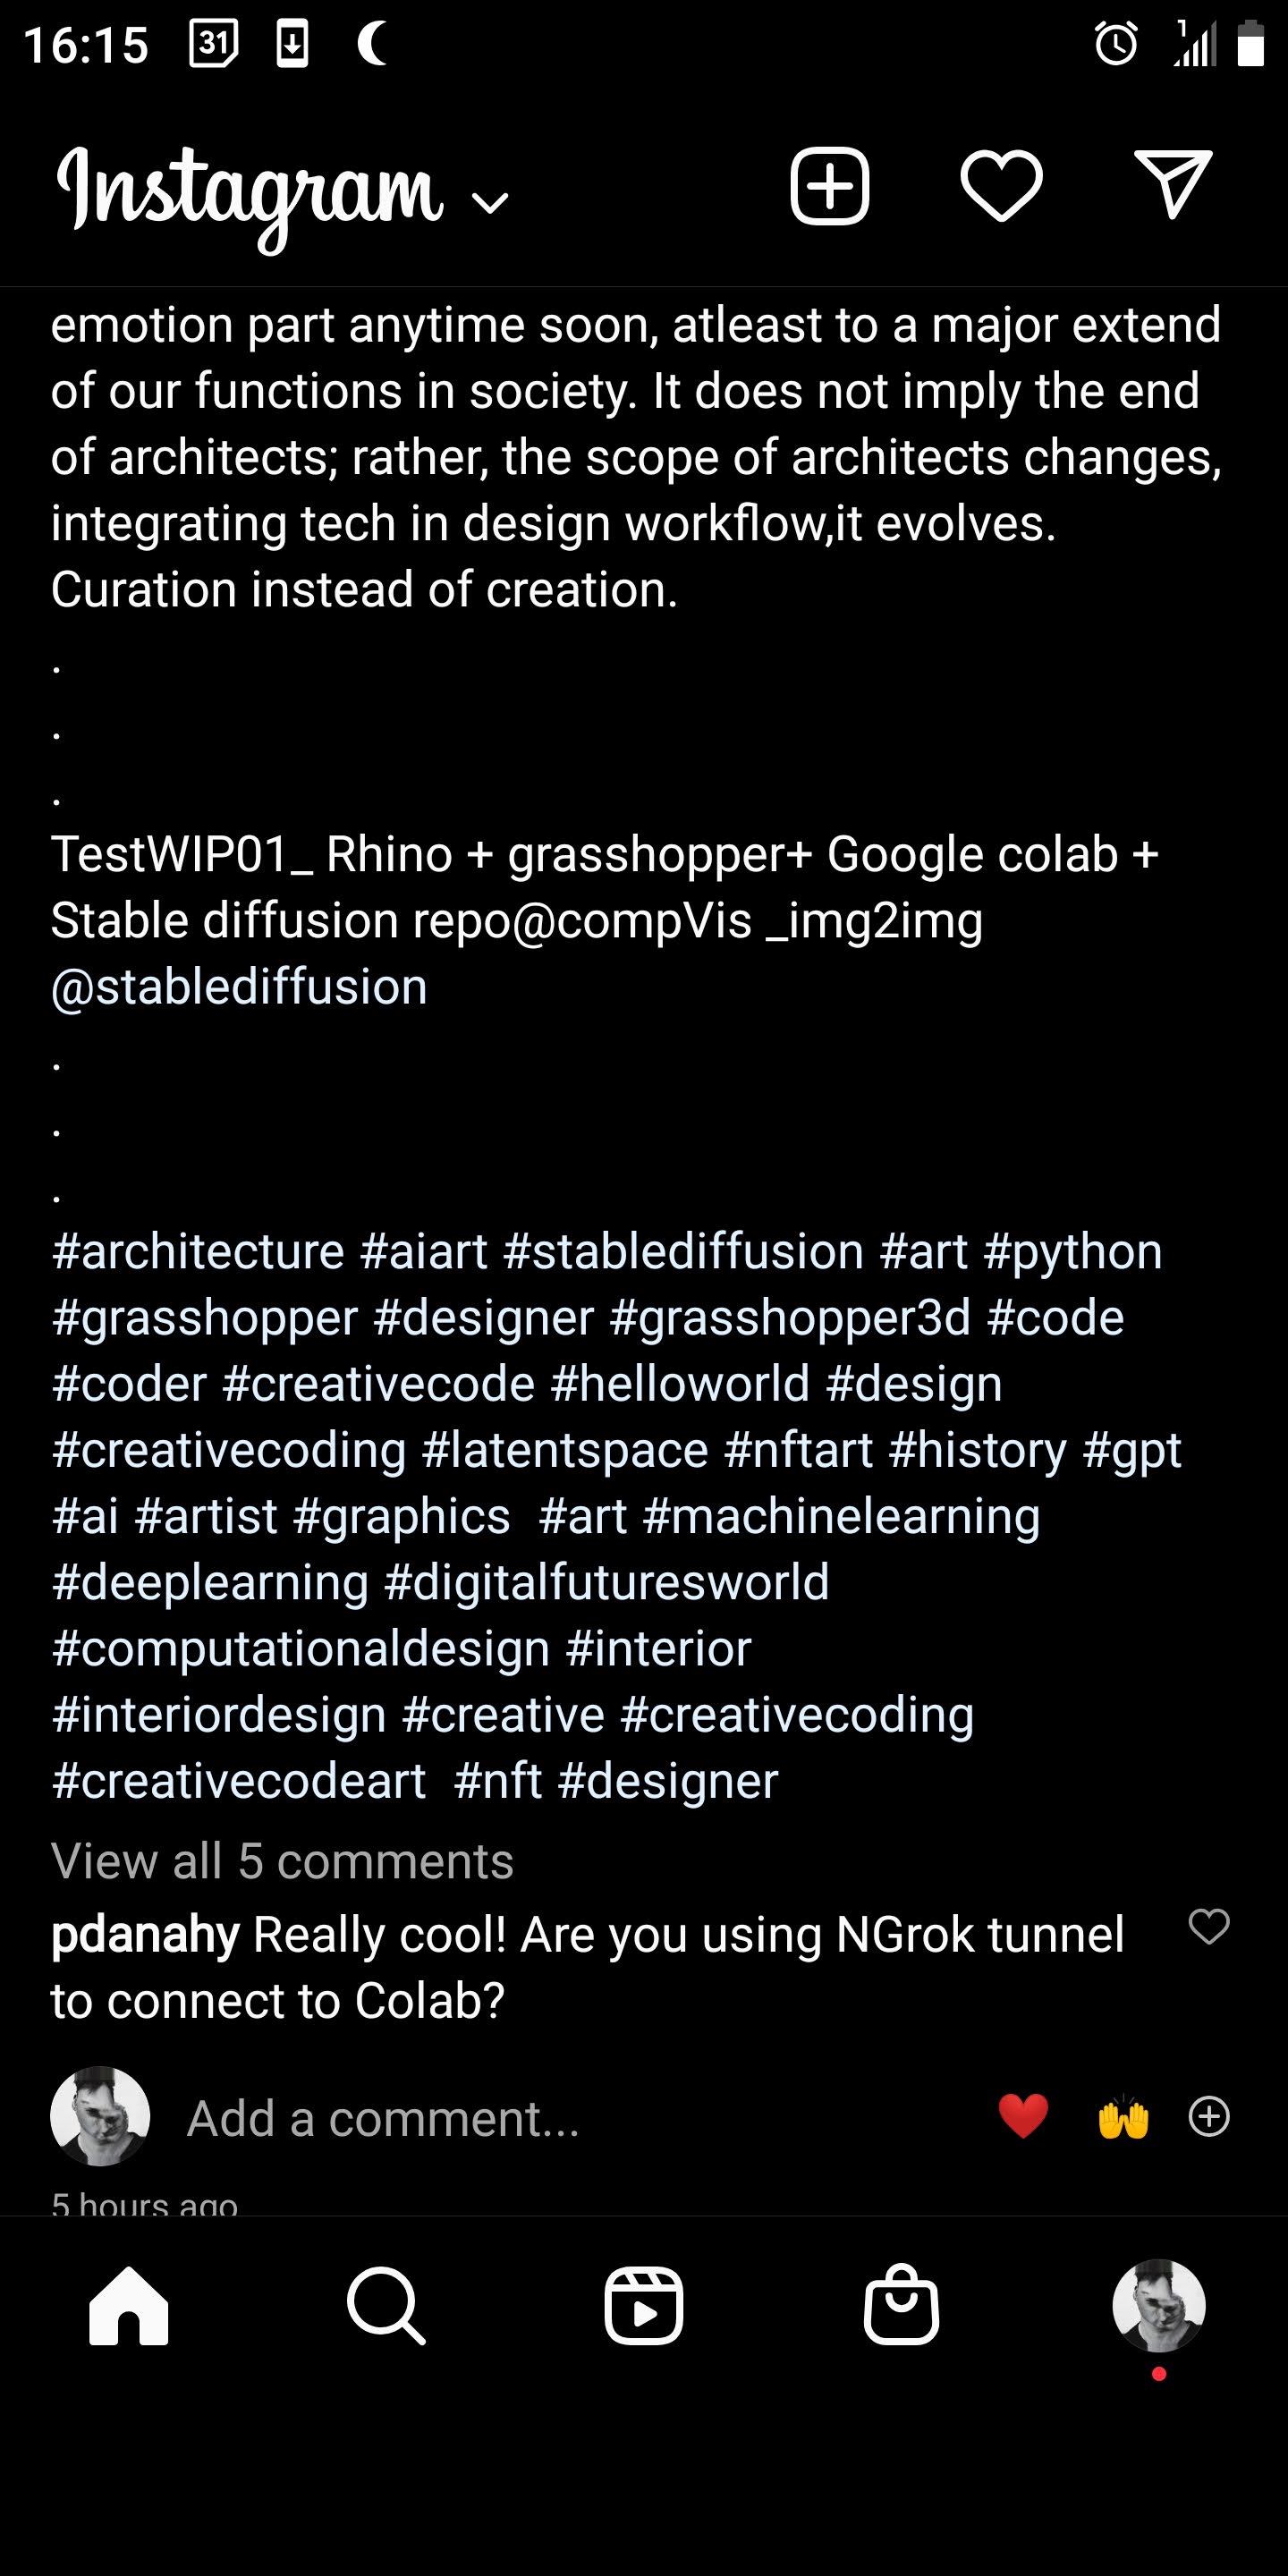 16:15 31 1
Instagram
emotion part anytime soon, atleast to a major extend
of our functions in society. It does not imply the end
of architects; rather, the scope of architects changes,
integrating tech in design workflow,it evolves.
Curation instead of creation.
.
.
.
TestWIP01_ Rhino + grasshopper+ Google colab +
Stable diffusion repo@compVis _img2img
@stablediffusion
.
.
.
#architecture #aiart #stablediffusion #art #python
#grasshopper #designer #grasshopper3d #code
#coder #creativecode #helloworld #design
#creativecoding #latentspace #nftart #history #gpt
#ai #artist #graphics  #art #machinelearning
#deeplearning #digitalfuturesworld
#computationaldesign #interior
#interiordesign #creative #creativecoding
#creativecodeart  #nft #designer
View all 5 comments
pdanahy Really cool! Are you using NGrok tunnel
to connect to Colab?
Add a comment...
5 hours ago